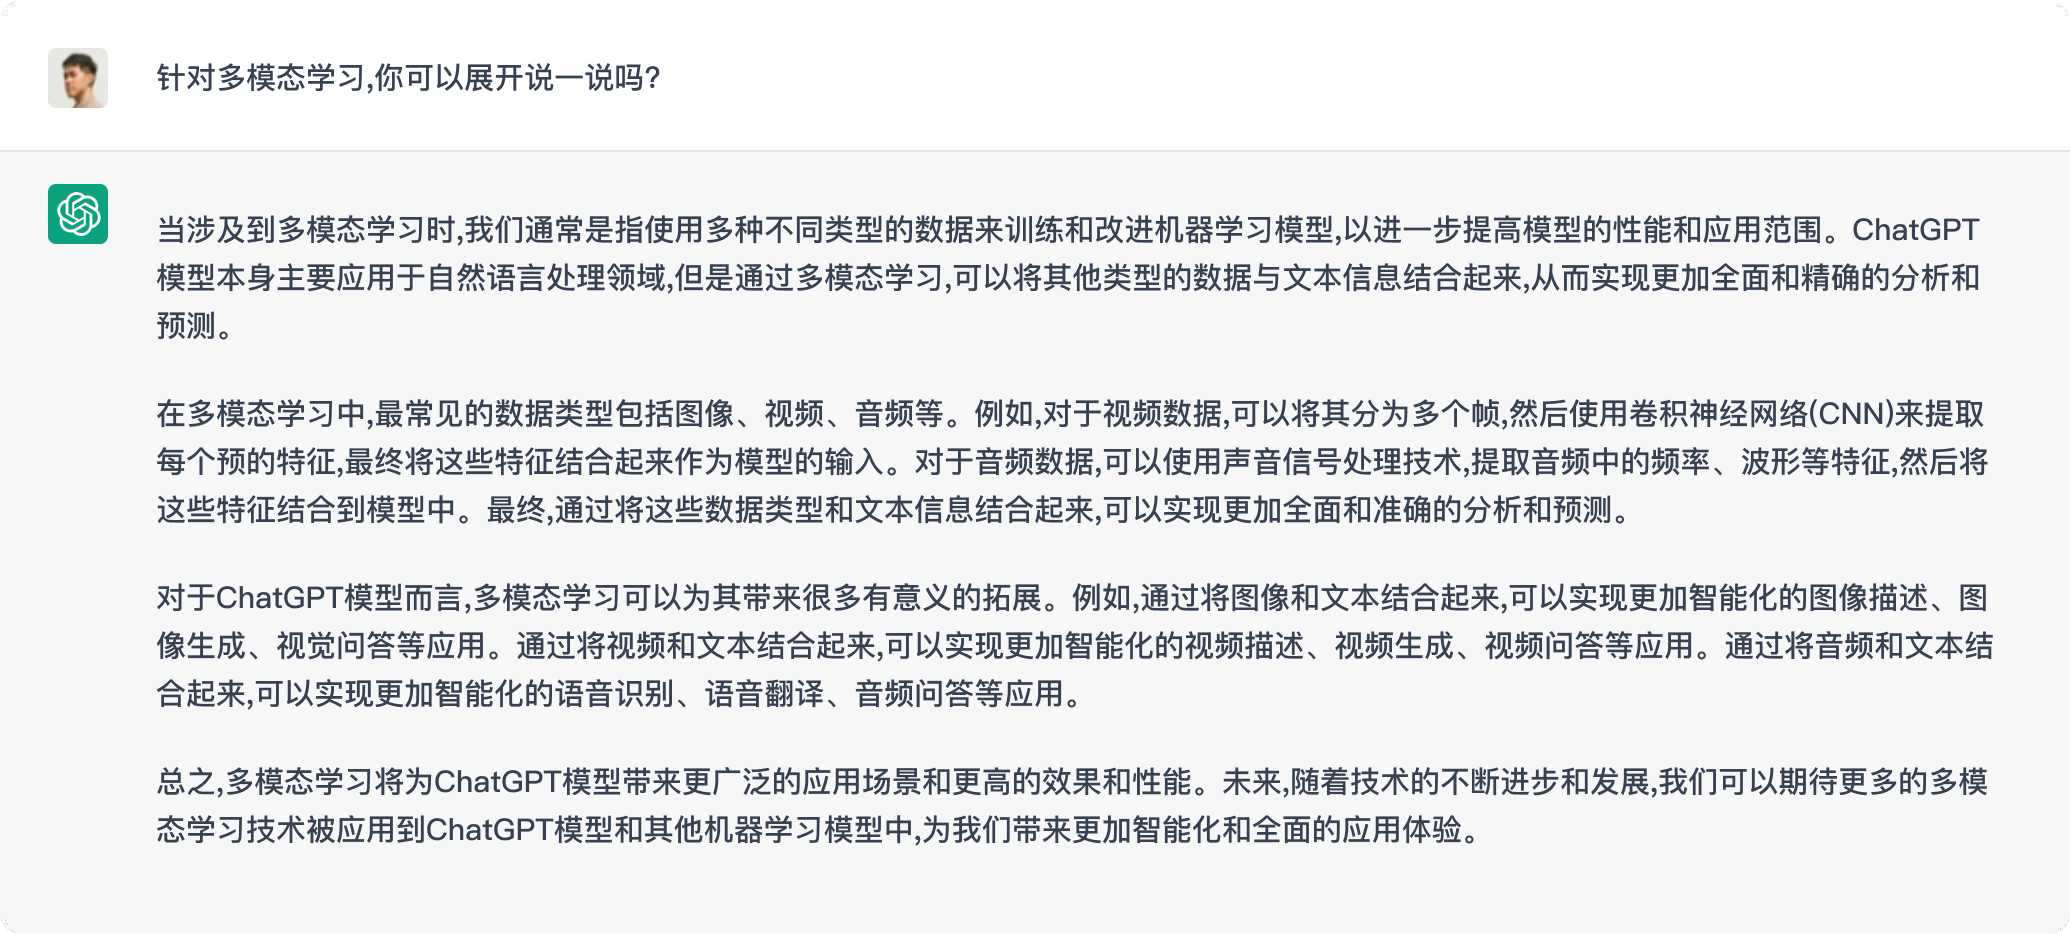 针对多模态学习,你可以展开说一说吗?
当涉及到多模态学习时,我们通常是指使用多种不同类型的数据来训练和改进机器学习模型,以进一步提高模型的性能和应用范围。ChatGPT
模型本身主要应用于自然语言处理领域,但是通过多模态学习,可以将其他类型的数据与文本信息结合起来,从而实现更加全面和精确的分析和
预测。
在多模态学习中,最常见的数据类型包括图像、视频、音频等。例如,对于视频数据,可以将其分为多个帧,然后使用卷积神经网络(CNN)来提取
每个预的特征,最终将这些特征结合起来作为模型的输入。对于音频数据,可以使用声音信号处理技术,提取音频中的频率、波形等特征,然后将
这些特征结合到模型中。最终,通过将这些数据类型和文本信息结合起来,可以实现更加全面和准确的分析和预测。
对于ChatGPT模型而言,多模态学习可以为其带来很多有意义的拓展。例如,通过将图像和文本结合起来,可以实现更加智能化的图像描述、图
像生成、视觉问答等应用。通过将视频和文本结合起来,可以实现更加智能化的视频描述、视频生成、视频问答等应用。通过将音频和文本结
合起来,可以实现更加智能化的语音识别、语音翻译、音频问答等应用。
总之,多模态学习将为ChatGPT模型带来更广泛的应用场景和更高的效果和性能。未来,随着技术的不断进步和发展,我们可以期待更多的多模
态学习技术被应用到ChatGPT模型和其他机器学习模型中,为我们带来更加智能化和全面的应用体验。